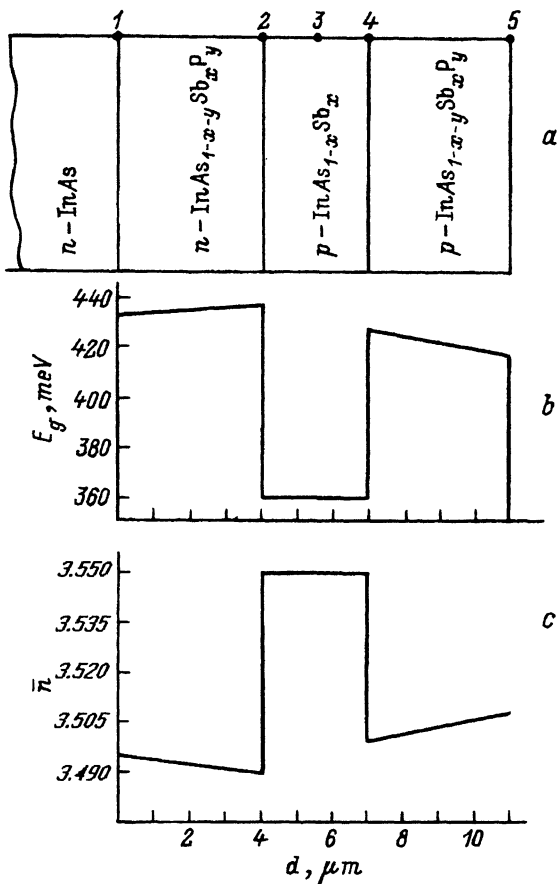 1 2 3 4 5
n-InAs
n-InAs1-x-ySbxPy
p-InAs1-xSbx
p-InAs1-x-ySbxPy
a
440
420
400
380
360
Eg, meV
b
3.550
3.535
3.520
3.505
3.490
n̄
c
2 4 6 8 10
d, μm